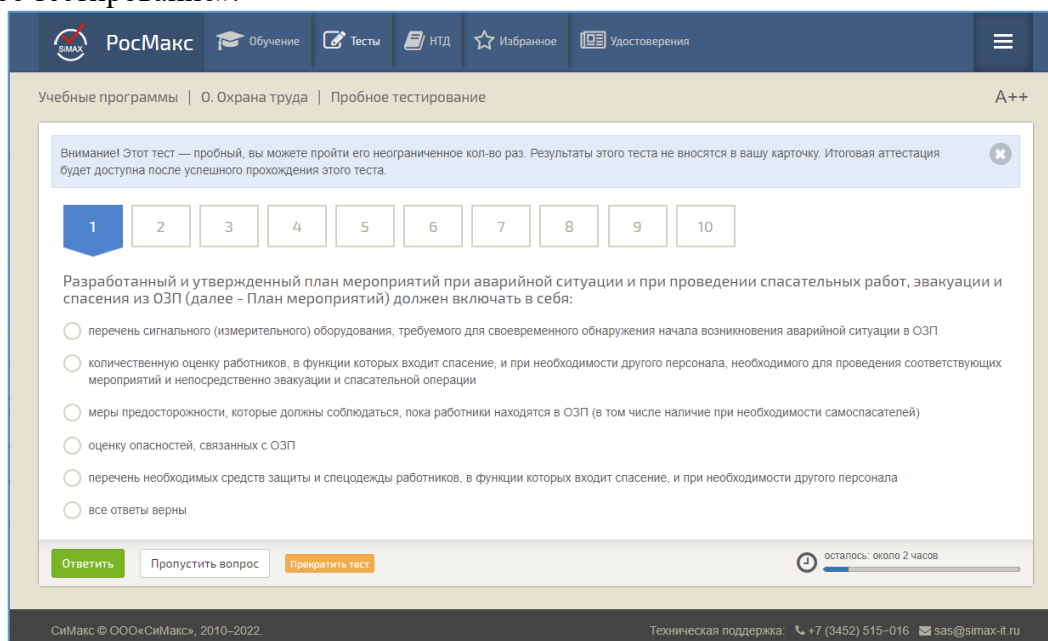 SiMAX
РосМакс Обучение Тесты НТД Избранное Удостоверения
Учебные программы | О. Охрана труда | Пробное тестирование A++
Внимание! Этот тест — пробный, вы можете пройти его неограниченное кол-во раз. Результаты этого теста не вносятся в вашу карточку. Итоговая аттестация
будет доступна после успешного прохождения этого теста.
1 2 3 4 5 6 7 8 9 10
Разработанный и утвержденный план мероприятий при аварийной ситуации и при проведении спасательных работ, эвакуации и
спасения из ОЗП (далее - План мероприятий) должен включать в себя:
перечень сигнального (измерительного) оборудования, требуемого для своевременного обнаружения начала возникновения аварийной ситуации в ОЗП
количественную оценку работников, в функции которых входит спасение, и при необходимости другого персонала, необходимого для проведения соответствующих
мероприятий и непосредственно эвакуации и спасательной операции
меры предосторожности, которые должны соблюдаться, пока работники находятся в ОЗП (в том числе наличие при необходимости самоспасателей)
оценку опасностей, связанных с ОЗП
перечень необходимых средств защиты и спецодежды работников, в функции которых входит спасение, и при необходимости другого персонала
все ответы верны
Ответить Пропустить вопрос Прекратить тест осталось: около 2 часов
СиМакс © ООО«СиМакс», 2010–2022. Техническая поддержка: +7 (3452) 515-016 sas@simax-it.ru